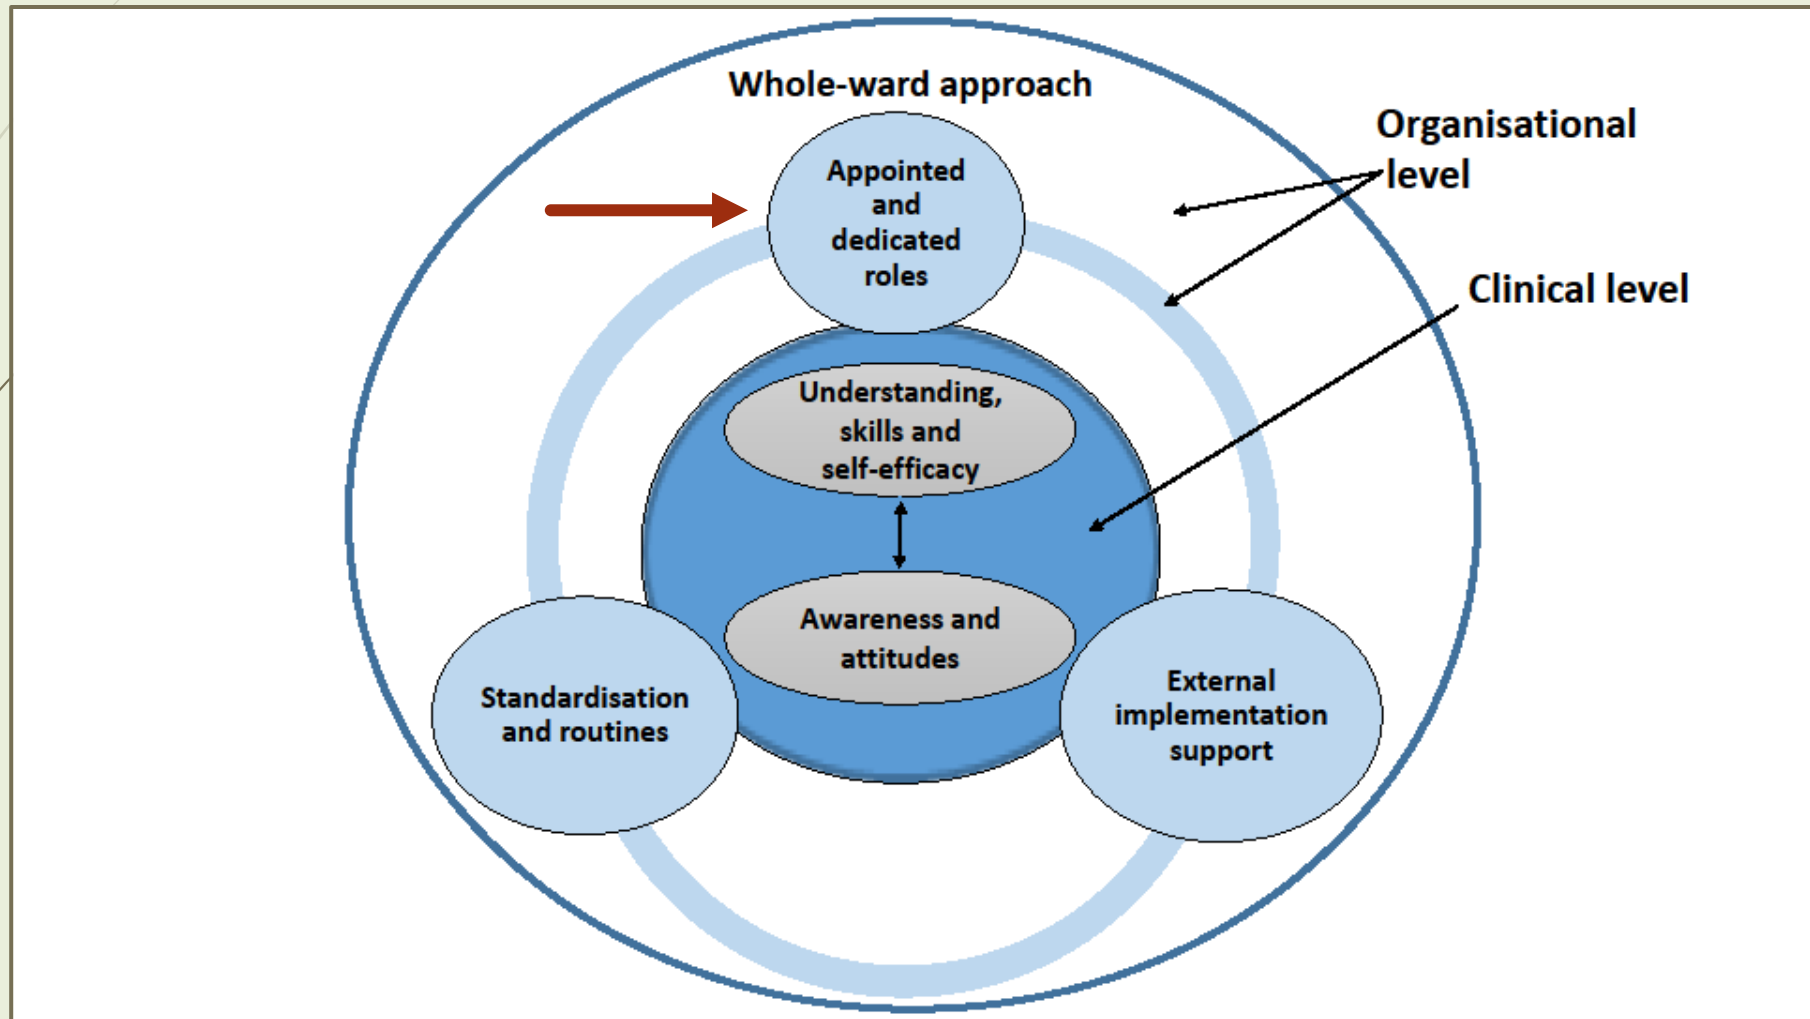 Whole-ward approach
Appointed
and
dedicated
roles
Organisational
level
Clinical level
Understanding,
skills and
self-efficacy
Awareness and
attitudes
Standardisation
and routines
External
implementation
support